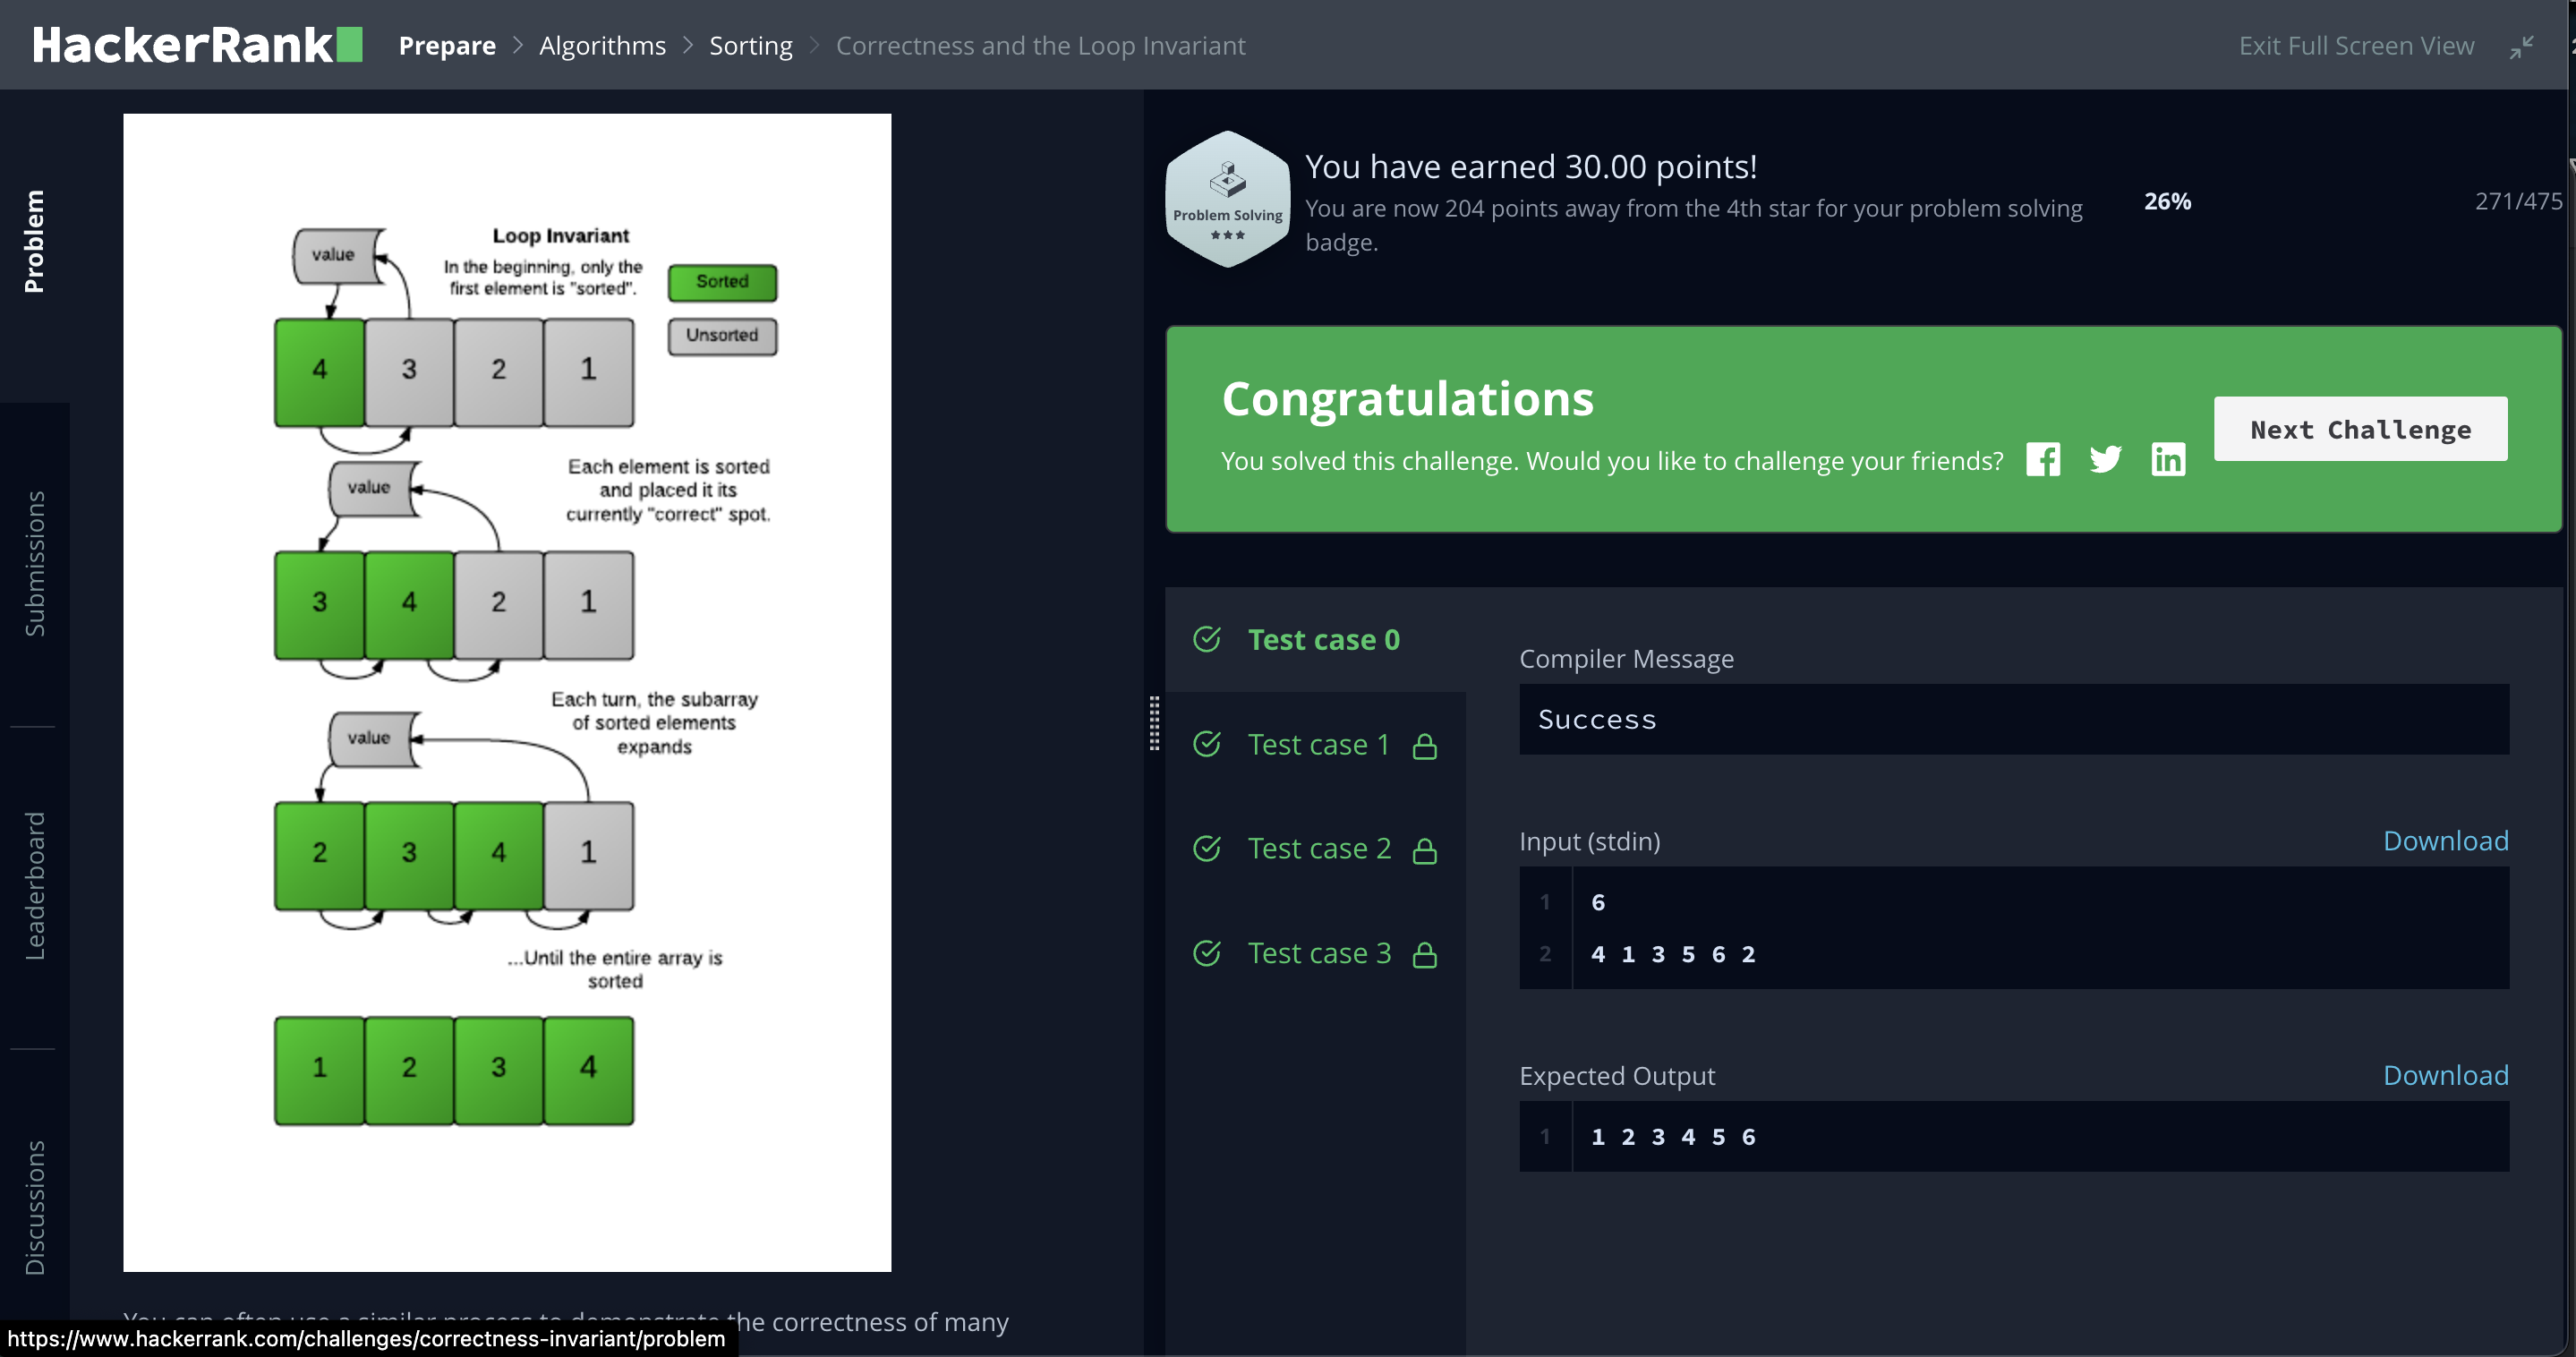 HackerRank
Prepare > Algorithms > Sorting > Correctness and the Loop Invariant
Exit Full Screen View
Problem
Submissions
Leaderboard
Discussions
Loop Invariant
In the beginning, only the
first element is "sorted".
Sorted
Unsorted
value
4 3 2 1
Each element is sorted
and placed it its
currently "correct" spot.
value
3 4 2 1
Each turn, the subarray
of sorted elements
expands
value
2 3 4 1
...Until the entire array is
sorted
1 2 3 4
You can often use a similar process to demonstrate the correctness of many
https://www.hackerrank.com/challenges/correctness-invariant/problem
Problem Solving
You have earned 30.00 points!
You are now 204 points away from the 4th star for your problem solving
badge.
26%
271/475
Congratulations
You solved this challenge. Would you like to challenge your friends?
Next Challenge
Test case 0
Test case 1
Test case 2
Test case 3
Compiler Message
Success
Input (stdin)
Download
1 6
2 4 1 3 5 6 2
Expected Output
Download
1 1 2 3 4 5 6